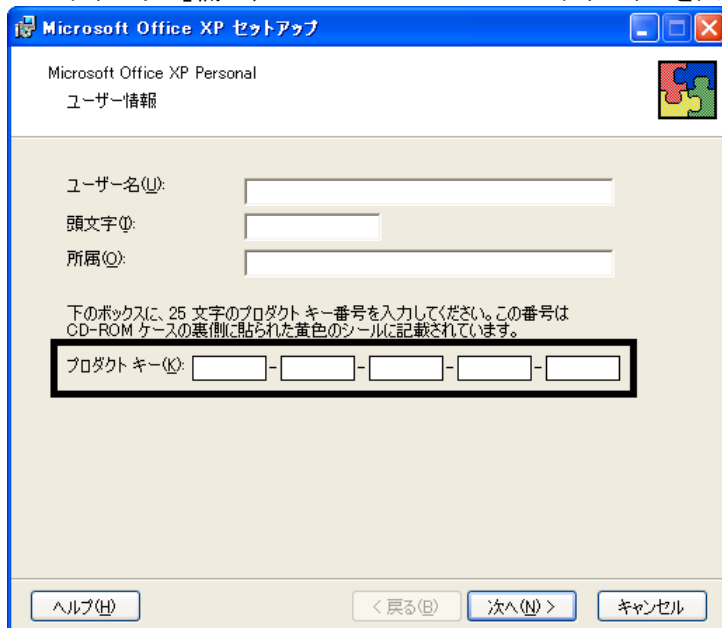 Microsoft Office XP セットアップ
Microsoft Office XP Personal
ユーザー情報
ユーザー名(U):
頭文字(I):
所属(O):
下のボックスに、25 文字のプロダクト キー番号を入力してください。この番号は
CD-ROM ケースの裏側に貼られた黄色のシールに記載されています。
プロダクト キー(K): - - - -
ヘルプ(H) < 戻る(B) 次へ(N) > キャンセル